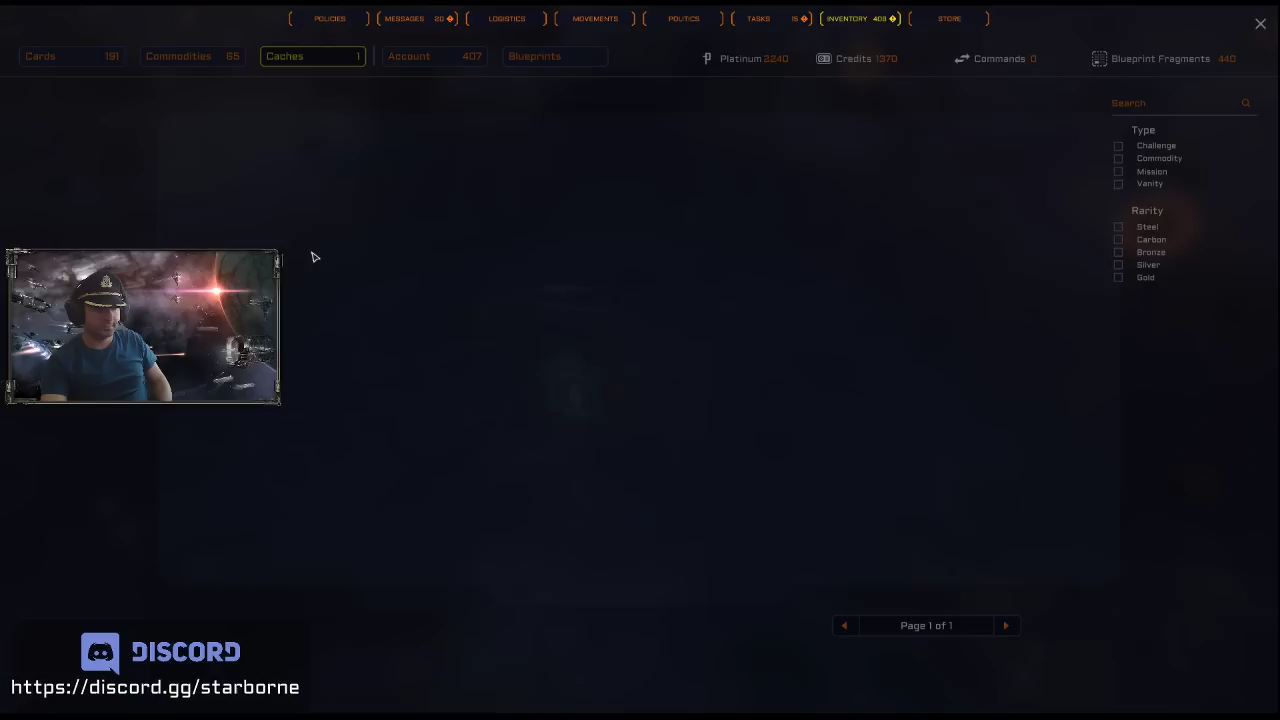 POLICIES
MESSAGES 20
LOGISTICS
MOVEMENTS
POLITICS
TASKS 15
INVENTORY 409
STORE
Cards 191
Commodities 65
Caches 1
Account 407
Blueprints
Platinum 2240
Credits 1370
Commands 0
Blueprint Fragments 440
Search
Type
Challenge
Commodity
Mission
Vanity
Rarity
Steel
Carbon
Bronze
Silver
Gold
Page 1 of 1
DISCORD
https://discord.gg/starborne